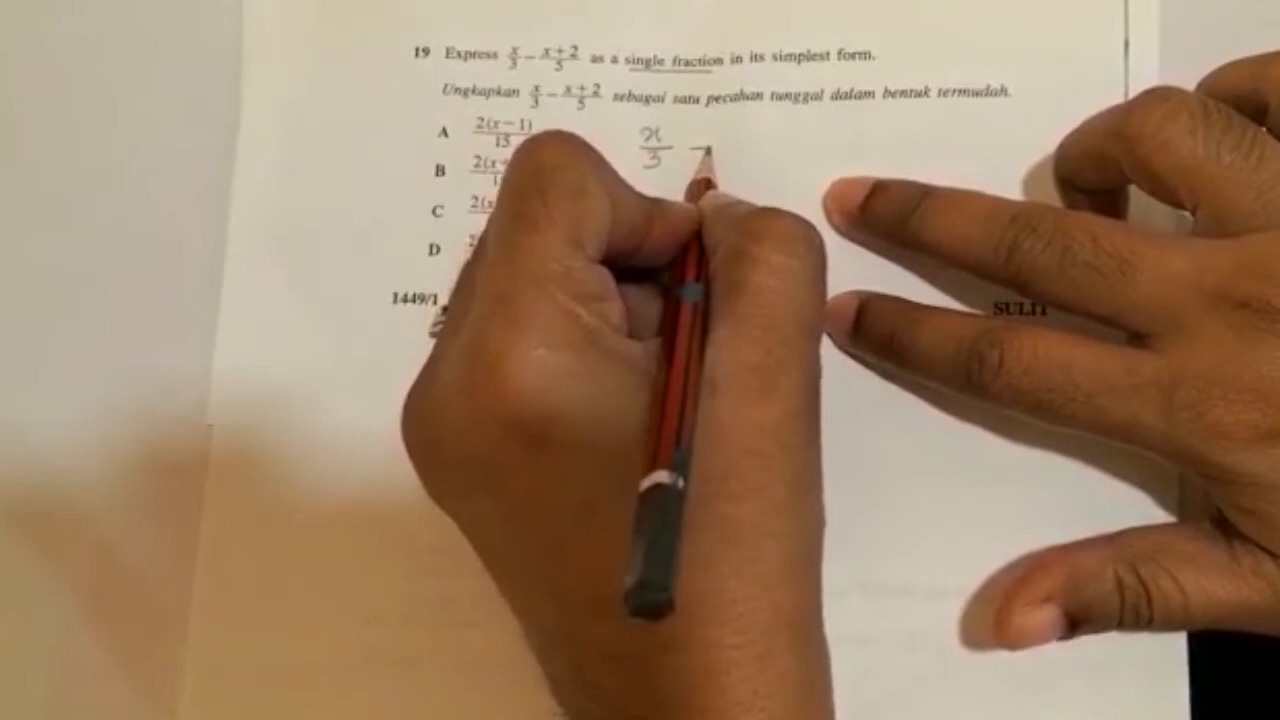 19 Express x/3 − x+2/5 as a single fraction in its simplest form.
Ungkapkan x/3 − x+2/5 sebagai satu pecahan tunggal dalam bentuk termudah.
A 2(x−1)/15
x/3 −
B
C
D
1449/1
SULIT